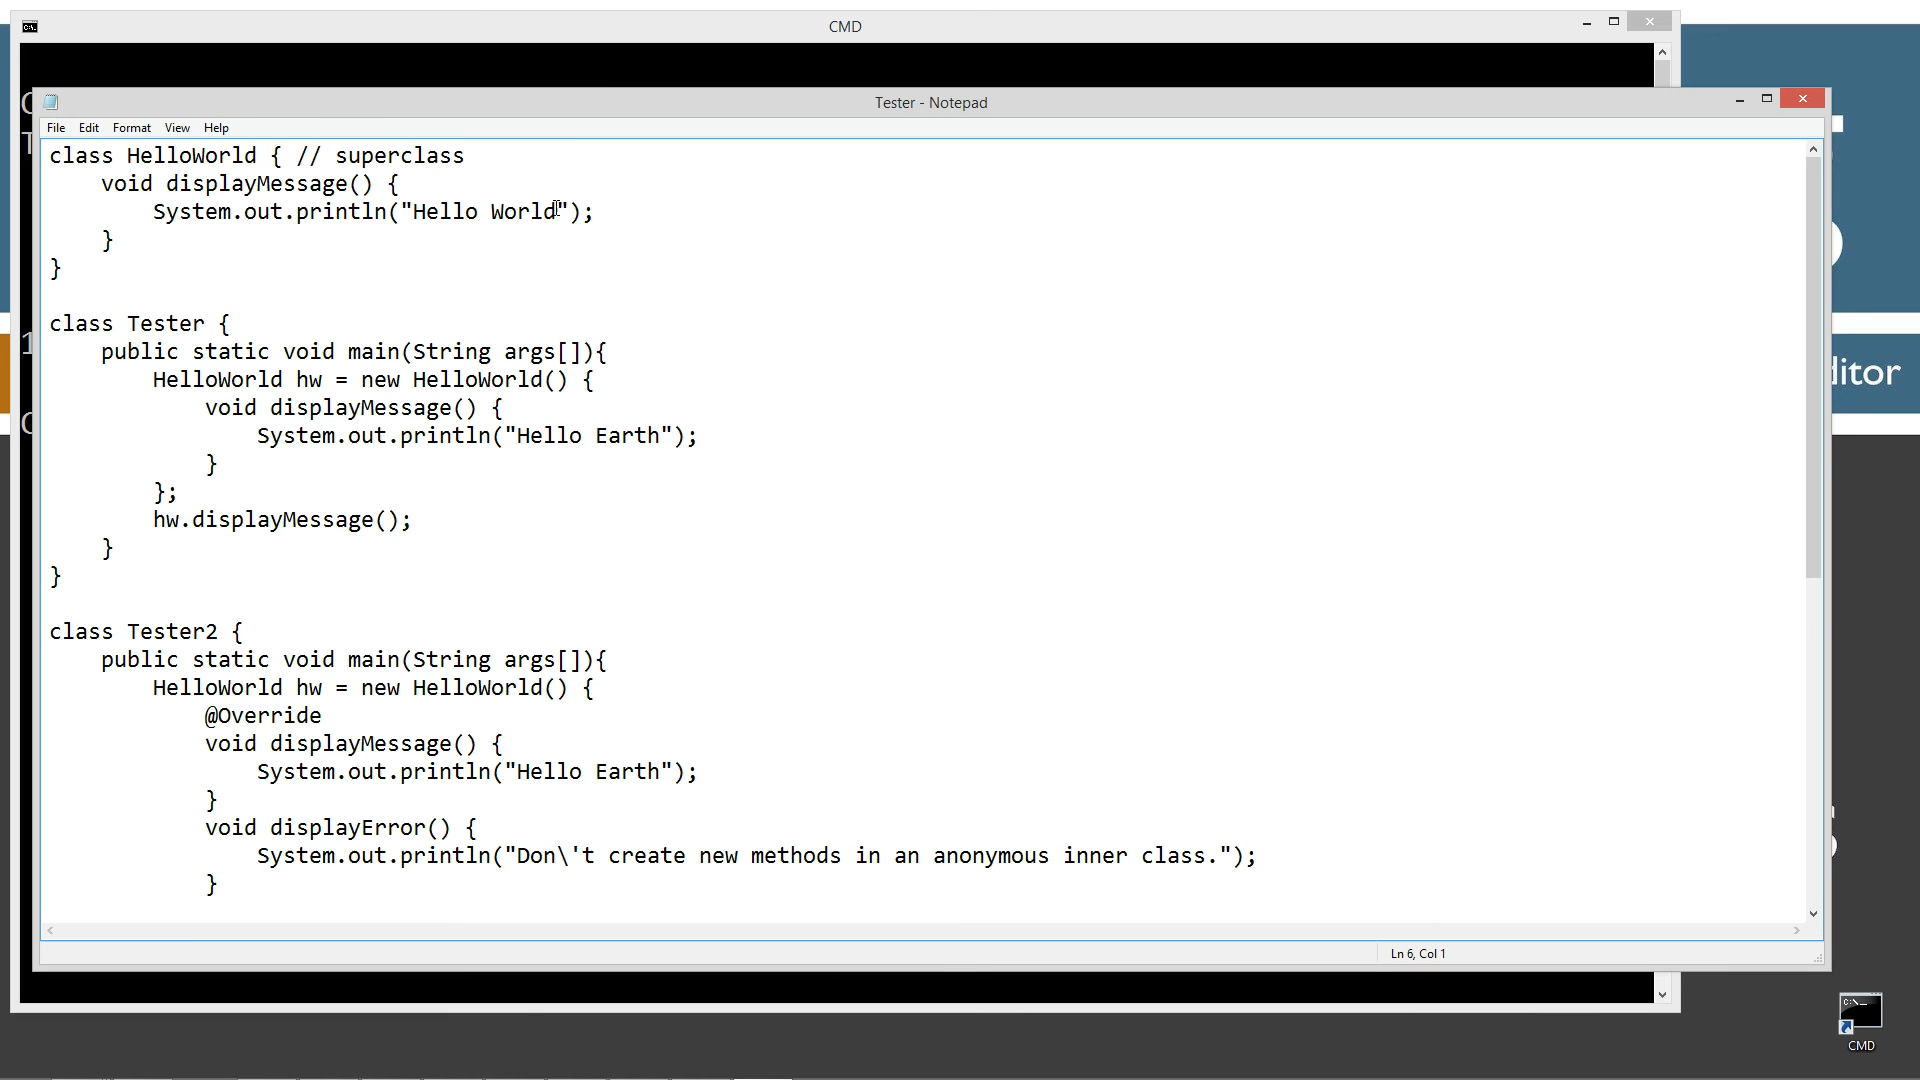 CMD
Tester - Notepad
File Edit Format View Help
class HelloWorld { // superclass
    void displayMessage() {
        System.out.println("Hello World");
    }
}

class Tester {
    public static void main(String args[]){
        HelloWorld hw = new HelloWorld() {
            void displayMessage() {
                System.out.println("Hello Earth");
            }
        };
        hw.displayMessage();
    }
}

class Tester2 {
    public static void main(String args[]){
        HelloWorld hw = new HelloWorld() {
            @Override
            void displayMessage() {
                System.out.println("Hello Earth");
            }
            void displayError() {
                System.out.println("Don\'t create new methods in an anonymous inner class.");
            }
Ln 6, Col 1
ditor
CMD